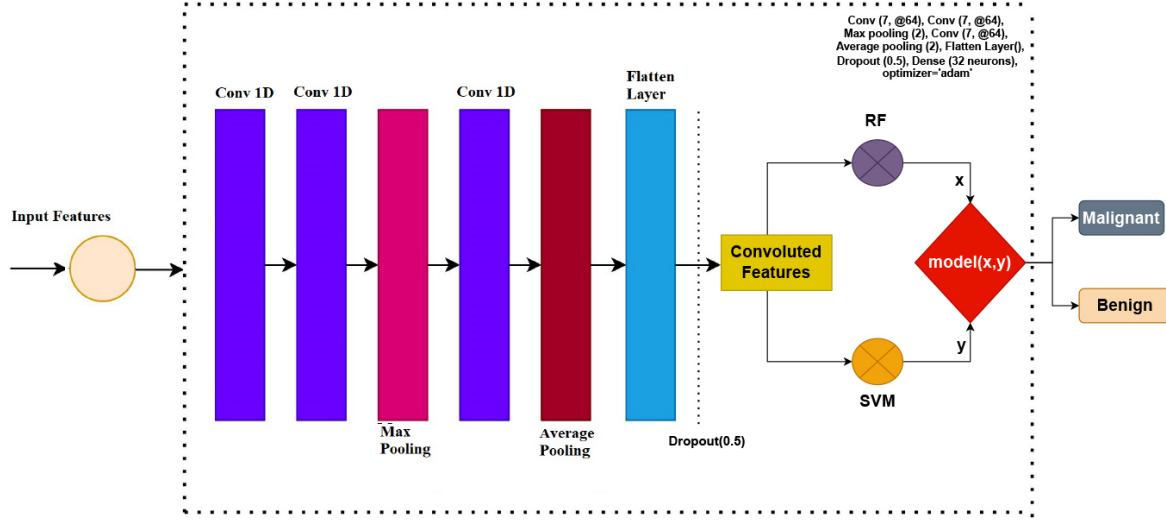 Conv (7, @64), Conv (7, @64),
Max pooling (2), Conv (7, @64),
Average pooling (2), Flatten Layer(),
Dropout (0.5), Dense (32 neurons),
optimizer='adam'
Input Features
Conv 1D
Conv 1D
Max
Pooling
Conv 1D
Average
Pooling
Flatten
Layer
Dropout(0.5)
Convoluted
Features
RF
x
SVM
y
model(x,y)
Malignant
Benign